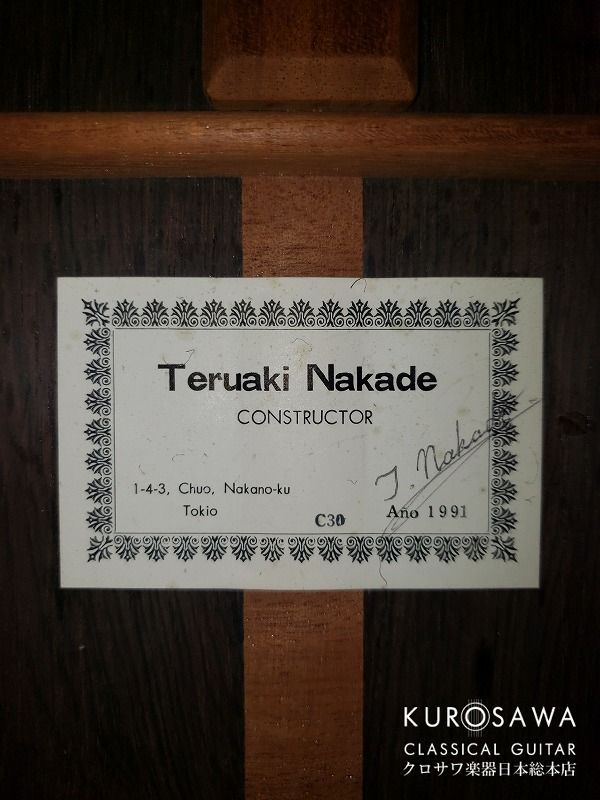 Teruaki Nakade
CONSTRUCTOR
T. Nakade
1-4-3, Chuo, Nakano-ku
Tokio
C30 Año 1991
KUROSAWA
CLASSICAL GUITAR
クロサワ楽器日本総本店